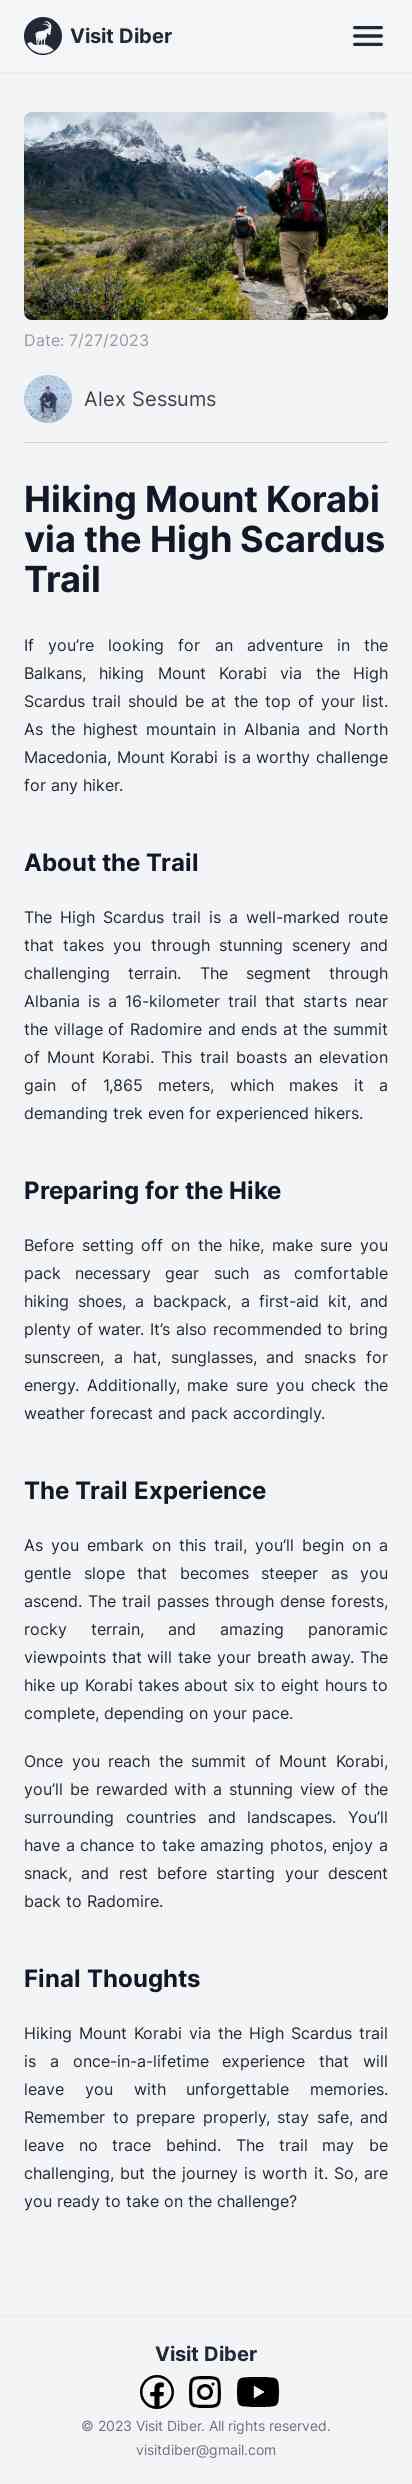 Visit Diber
Date: 7/27/2023
Alex Sessums
Hiking Mount Korabi
via the High Scardus
Trail
If you’re looking for an adventure in the
Balkans, hiking Mount Korabi via the High
Scardus trail should be at the top of your list.
As the highest mountain in Albania and North
Macedonia, Mount Korabi is a worthy challenge
for any hiker.
About the Trail
The High Scardus trail is a well-marked route
that takes you through stunning scenery and
challenging terrain. The segment through
Albania is a 16-kilometer trail that starts near
the village of Radomire and ends at the summit
of Mount Korabi. This trail boasts an elevation
gain of 1,865 meters, which makes it a
demanding trek even for experienced hikers.
Preparing for the Hike
Before setting off on the hike, make sure you
pack necessary gear such as comfortable
hiking shoes, a backpack, a first-aid kit, and
plenty of water. It’s also recommended to bring
sunscreen, a hat, sunglasses, and snacks for
energy. Additionally, make sure you check the
weather forecast and pack accordingly.
The Trail Experience
As you embark on this trail, you’ll begin on a
gentle slope that becomes steeper as you
ascend. The trail passes through dense forests,
rocky terrain, and amazing panoramic
viewpoints that will take your breath away. The
hike up Korabi takes about six to eight hours to
complete, depending on your pace.
Once you reach the summit of Mount Korabi,
you’ll be rewarded with a stunning view of the
surrounding countries and landscapes. You’ll
have a chance to take amazing photos, enjoy a
snack, and rest before starting your descent
back to Radomire.
Final Thoughts
Hiking Mount Korabi via the High Scardus trail
is a once-in-a-lifetime experience that will
leave you with unforgettable memories.
Remember to prepare properly, stay safe, and
leave no trace behind. The trail may be
challenging, but the journey is worth it. So, are
you ready to take on the challenge?
Visit Diber
© 2023 Visit Diber. All rights reserved.
visitdiber@gmail.com